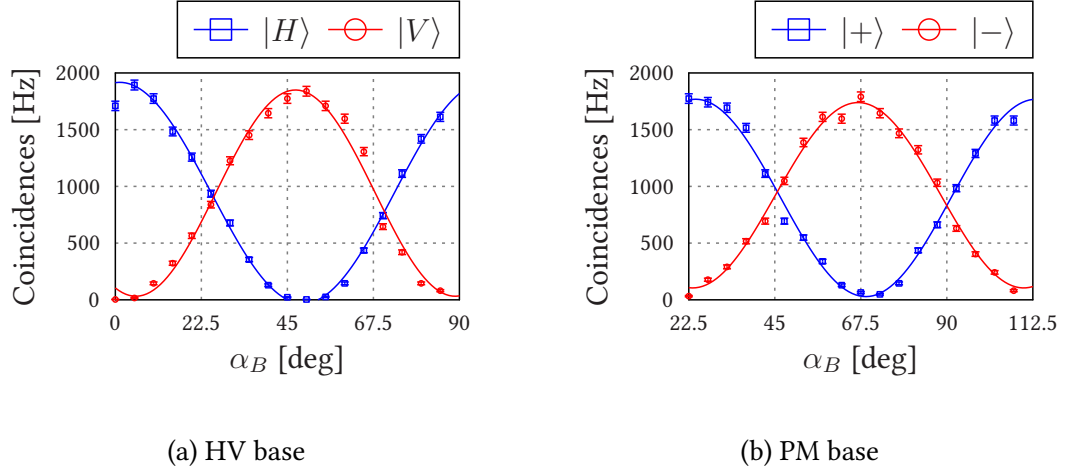 |H⟩ |V⟩
Coincidences [Hz]
2000
1500
1000
500
0
0 22.5 45 67.5 90
α_B [deg]
(a) HV base
|+⟩ |−⟩
Coincidences [Hz]
2000
1500
1000
500
0
22.5 45 67.5 90 112.5
α_B [deg]
(b) PM base